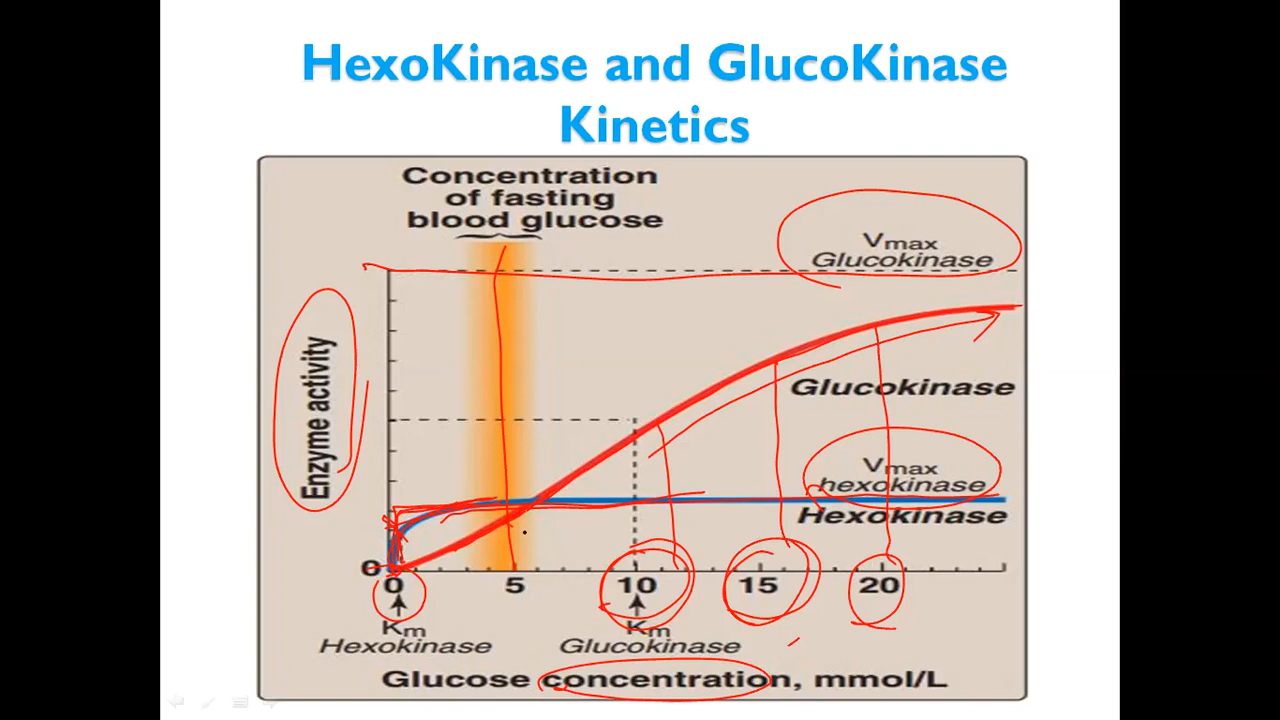 HexoKinase and GlucoKinase
Kinetics
Concentration
of fasting
blood glucose
Vmax
Glucokinase
Enzyme activity
Glucokinase
Vmax
hexokinase
Hexokinase
0
0 5 10 15 20
Km
Hexokinase
Km
Glucokinase
Glucose concentration, mmol/L